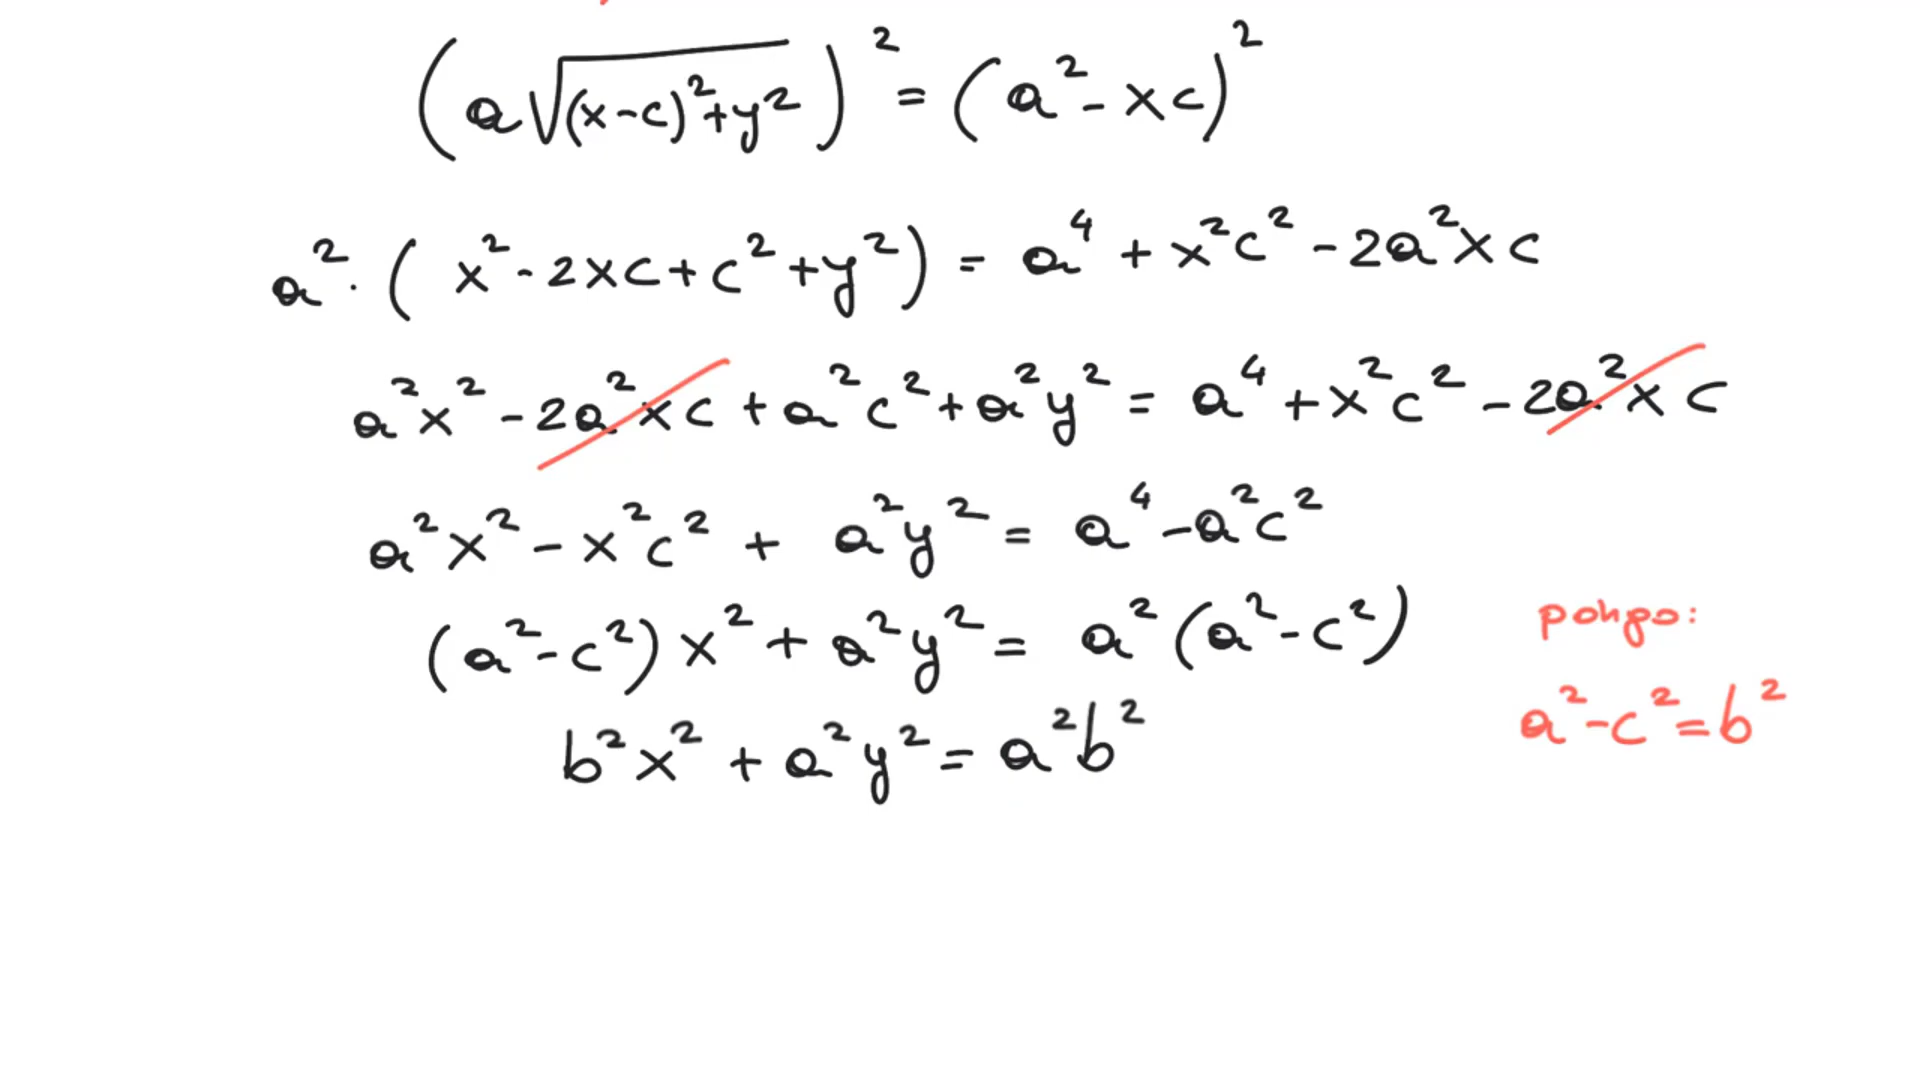 (a√((x-c)²+y²))² = (a² - xc)²
a² · (x² - 2xc + c² + y²) = a⁴ + x²c² - 2a²xc
a²x² - 2a²xc + a²c² + a²y² = a⁴ + x²c² - 2a²xc
a²x² - x²c² + a²y² = a⁴ - a²c²
(a² - c²)x² + a²y² = a²(a² - c²)
pongo:
a² - c² = b²
b²x² + a²y² = a²b²